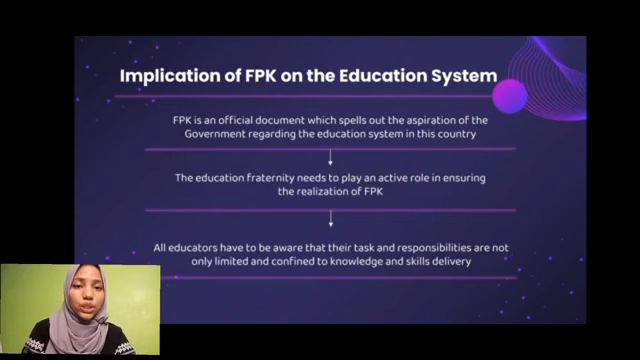 Implication of FPK on the Education System
FPK is an official document which spells out the aspiration of the
Government regarding the education system in this country
The education fraternity needs to play an active role in ensuring
the realization of FPK
All educators have to be aware that their task and responsibilities are not
only limited and confined to knowledge and skills delivery